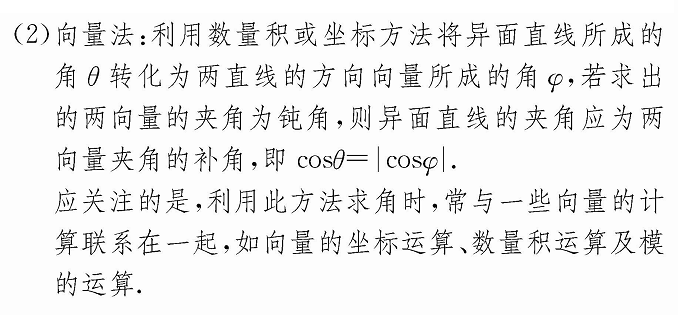 (2)向量法:利用数量积或坐标方法将异面直线所成的
角 θ 转化为两直线的方向向量所成的角 φ,若求出
的两向量的夹角为钝角,则异面直线的夹角应为两
向量夹角的补角,即 cosθ=|cosφ|.
应关注的是,利用此方法求角时,常与一些向量的计
算联系在一起,如向量的坐标运算、数量积运算及模
的运算.